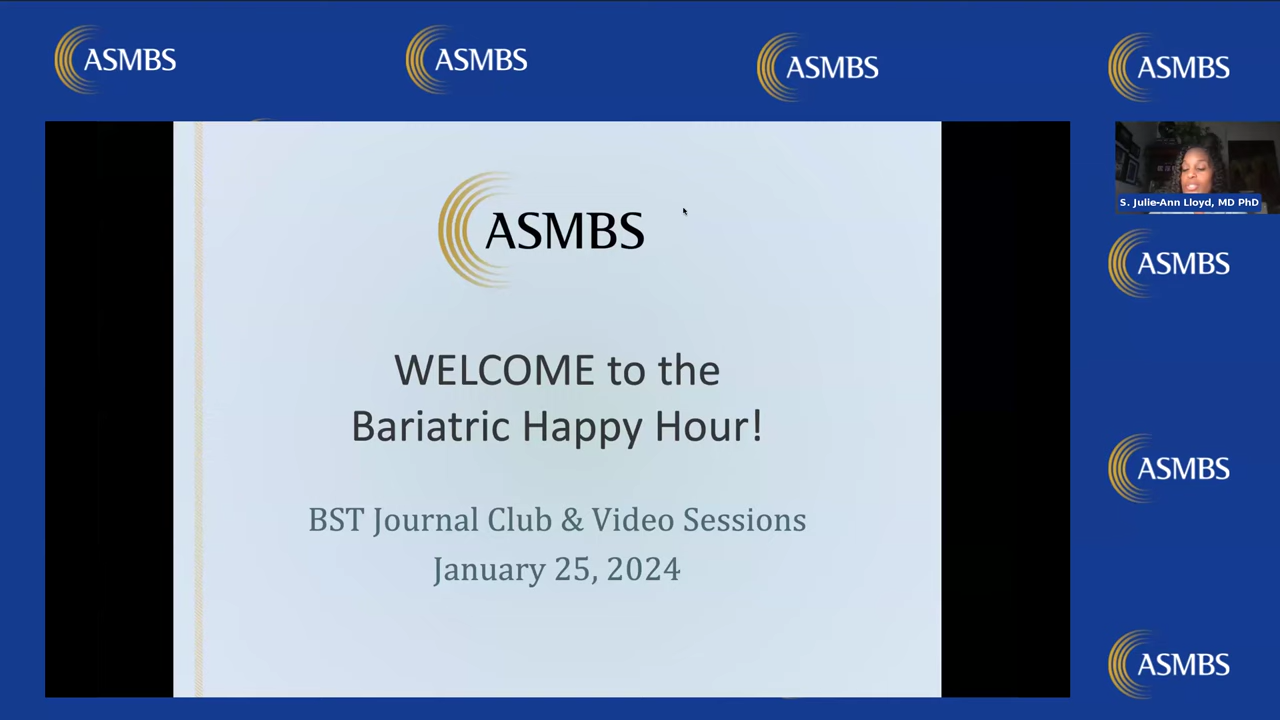 ASMBS
ASMBS
ASMBS
ASMBS
ASMBS
WELCOME to the
Bariatric Happy Hour!
BST Journal Club & Video Sessions
January 25, 2024
S. Julie-Ann Lloyd, MD PhD
ASMBS
ASMBS
ASMBS